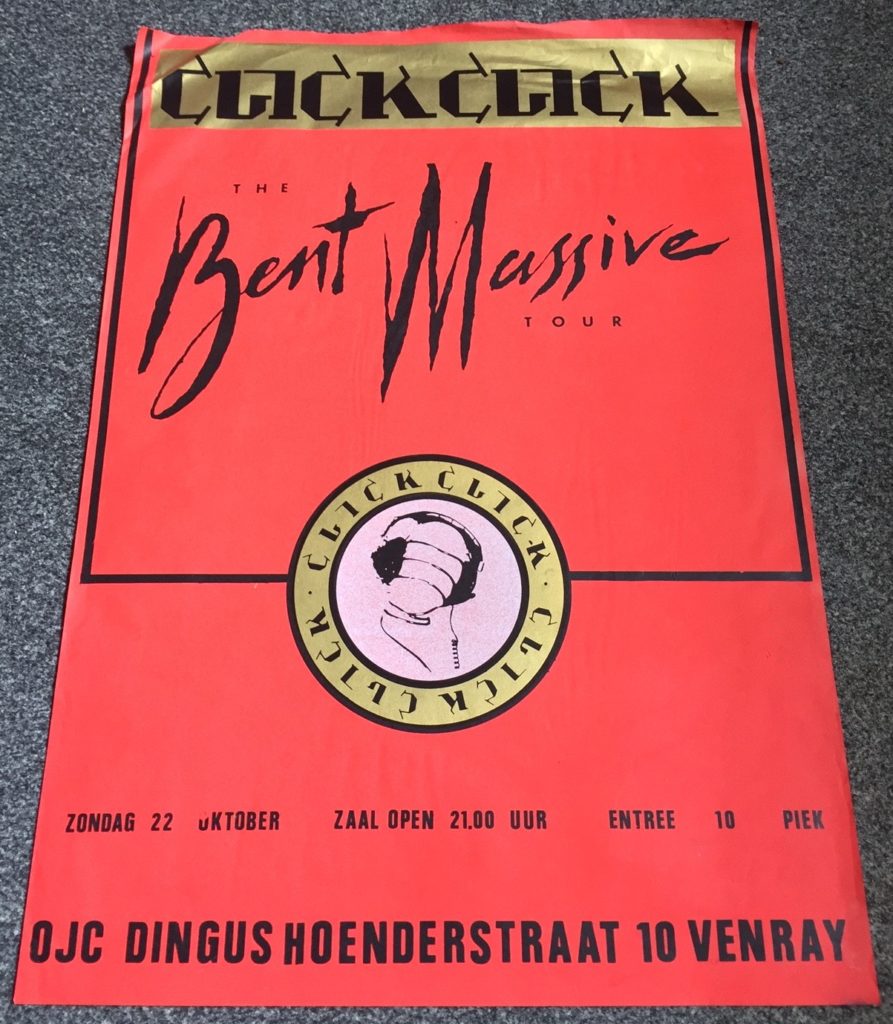 CLICKCLICK
THE
Bent Massive
TOUR
CLICKCLICK · CLICKCLICK ·
ZONDAG 22 OKTOBER ZAAL OPEN 21.00 UUR ENTREE 10 PIEK
OJC DINGUS HOENDERSTRAAT 10 VENRAY